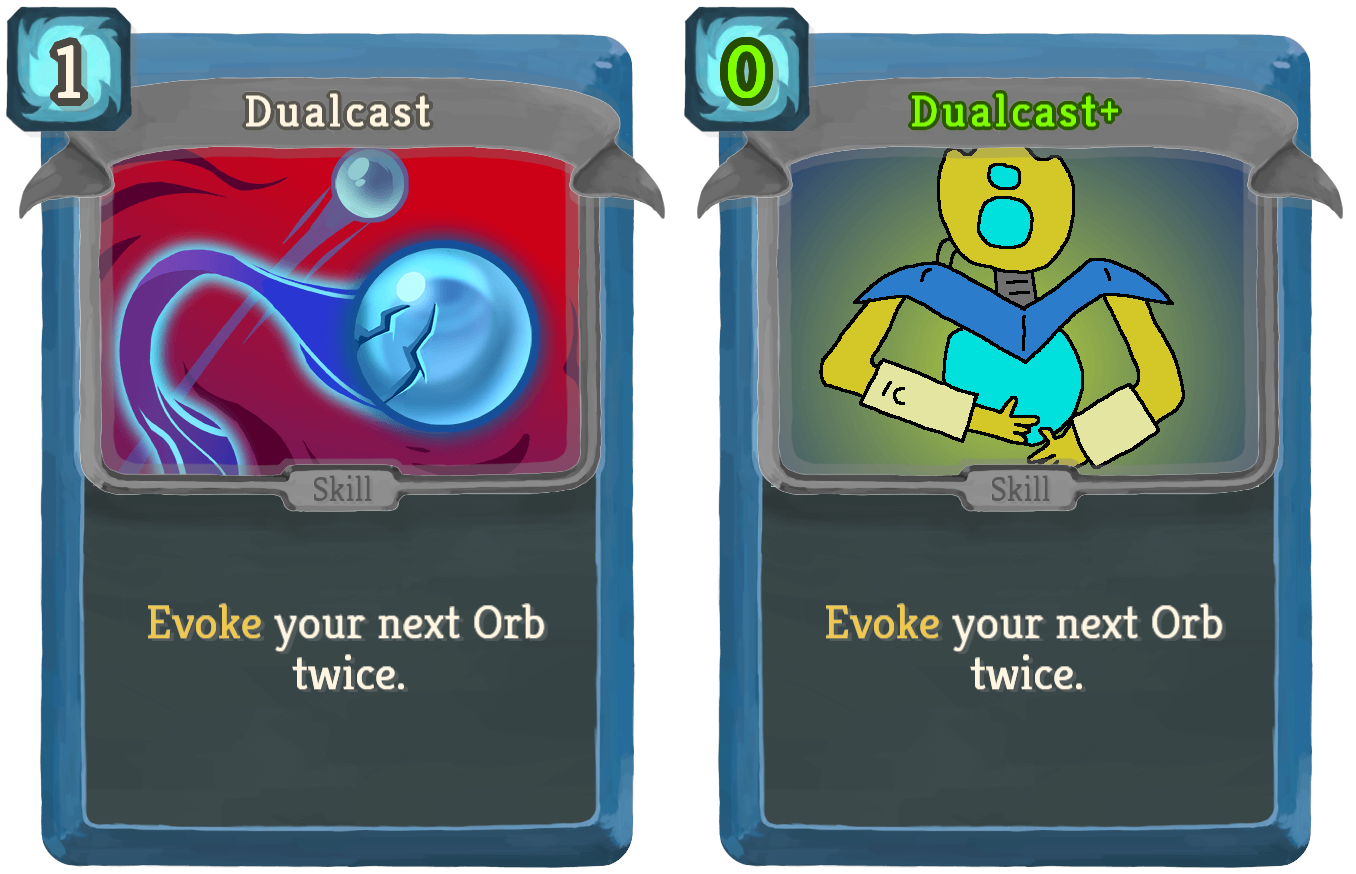 1
Dualcast
Skill
Evoke your next Orb
twice.
0
Dualcast+
Skill
Evoke your next Orb
twice.